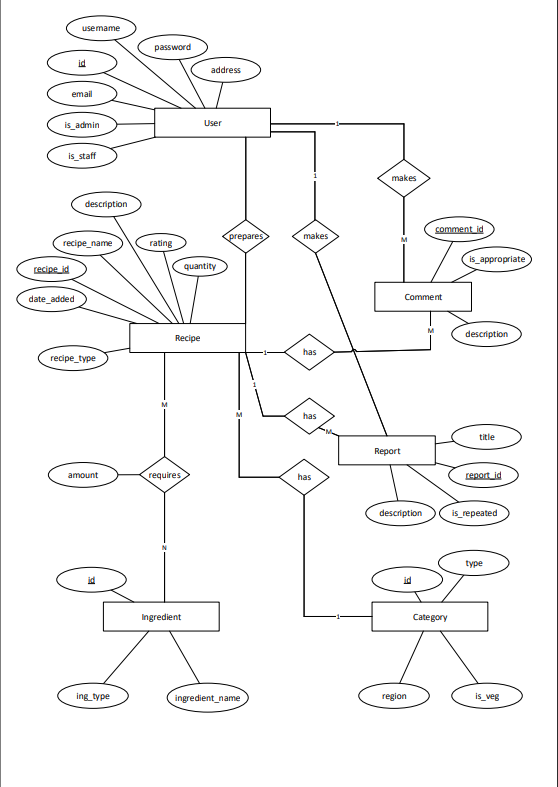 username
password
id
address
email
is_admin
User
1
is_staff
1
makes
description
comment_id
recipe_name
rating
prepares
makes
M
is_appropriate
recipe_id
quantity
date_added
Comment
Recipe
M
description
recipe_type
1
has
1
M
M
has
M
title
Report
amount
requires
has
report_id
description
is_repeated
N
type
id
id
Ingredient
1
Category
ing_type
ingredient_name
region
is_veg